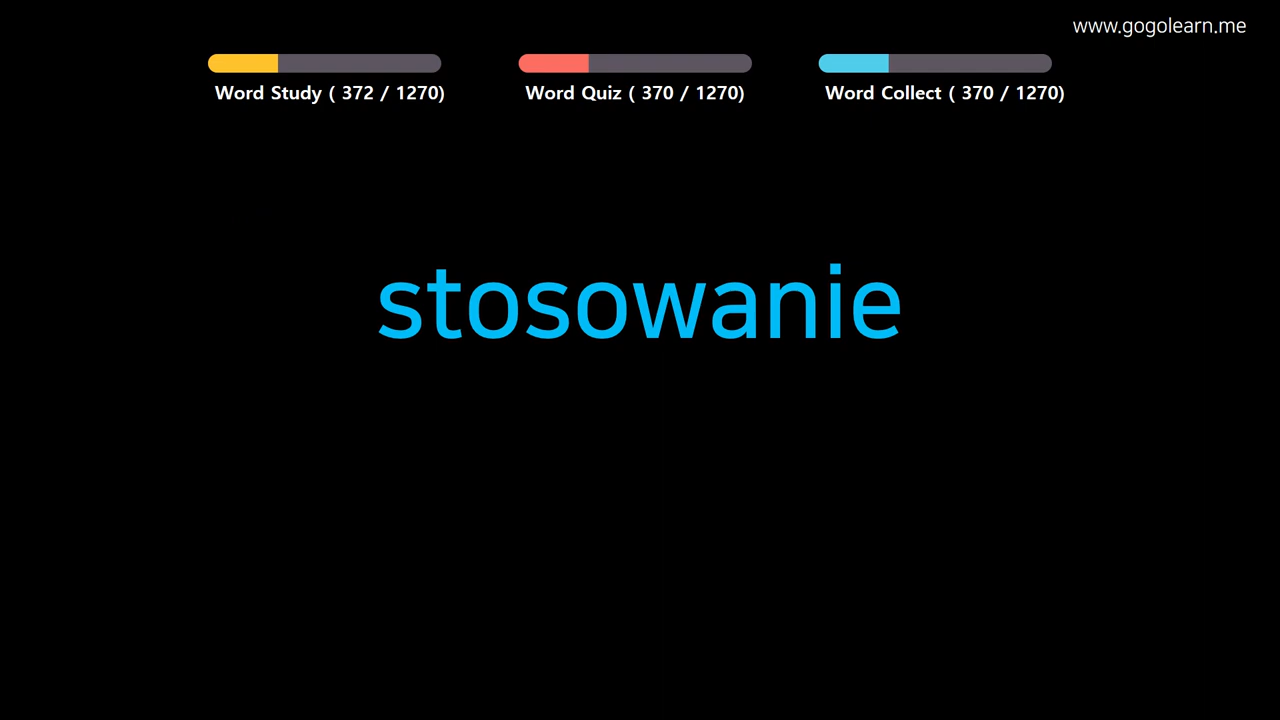 www.gogolearn.me
Word Study ( 372 / 1270)
Word Quiz ( 370 / 1270)
Word Collect ( 370 / 1270)
stosowanie